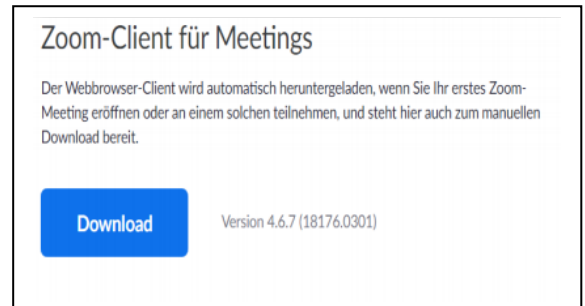 Zoom-Client für Meetings
Der Webbrowser-Client wird automatisch heruntergeladen, wenn Sie Ihr erstes Zoom-
Meeting eröffnen oder an einem solchen teilnehmen, und steht hier auch zum manuellen
Download bereit.
Download
Version 4.6.7 (18176.0301)